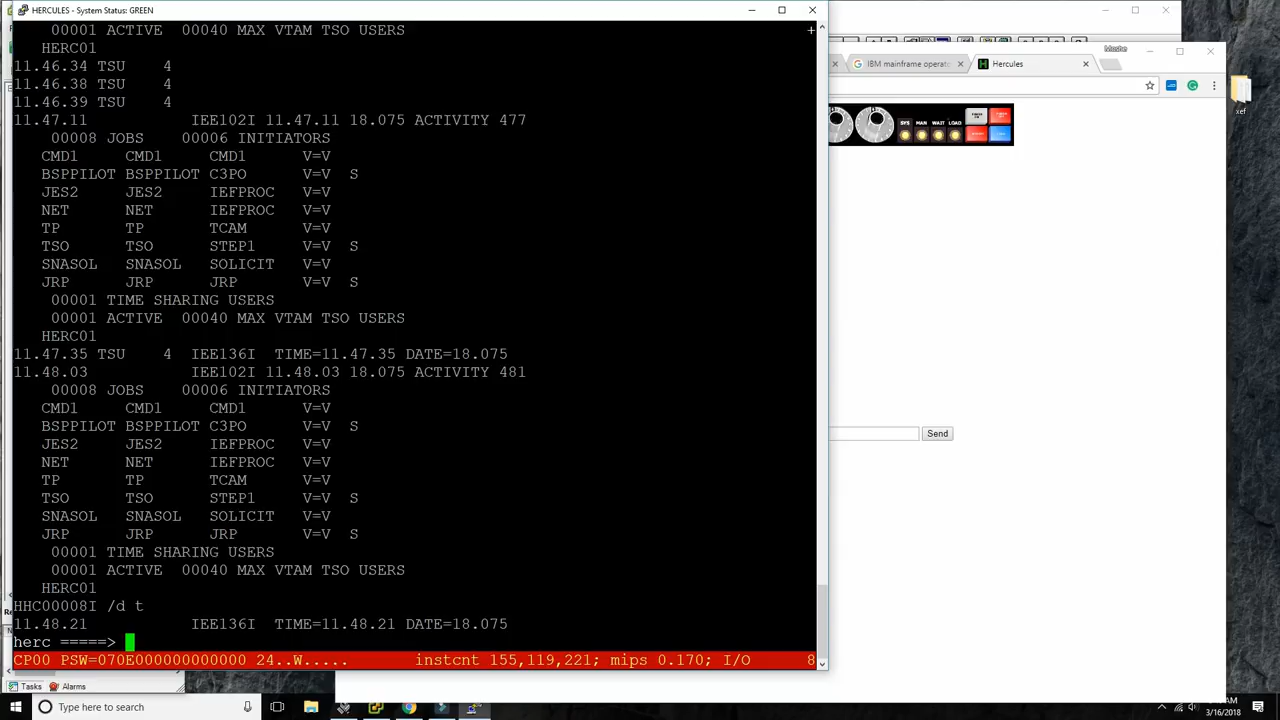 HERCULES - System Status: GREEN
00001 ACTIVE 00040 MAX VTAM TSO USERS +
HERC01
11.46.34 TSU 4
11.46.38 TSU 4
11.46.39 TSU 4
11.47.11 IEE102I 11.47.11 18.075 ACTIVITY 477
00008 JOBS 00006 INITIATORS
CMD1 CMD1 CMD1 V=V
BSPPILOT BSPPILOT C3PO V=V S
JES2 JES2 IEFPROC V=V
NET NET IEFPROC V=V
TP TP TCAM V=V
TSO TSO STEP1 V=V S
SNASOL SNASOL SOLICIT V=V
JRP JRP JRP V=V S
00001 TIME SHARING USERS
00001 ACTIVE 00040 MAX VTAM TSO USERS
HERC01
11.47.35 TSU 4 IEE136I TIME=11.47.35 DATE=18.075
11.48.03 IEE102I 11.48.03 18.075 ACTIVITY 481
00008 JOBS 00006 INITIATORS
CMD1 CMD1 CMD1 V=V
BSPPILOT BSPPILOT C3PO V=V S
JES2 JES2 IEFPROC V=V
NET NET IEFPROC V=V
TP TP TCAM V=V
TSO TSO STEP1 V=V S
SNASOL SNASOL SOLICIT V=V
JRP JRP JRP V=V S
00001 TIME SHARING USERS
00001 ACTIVE 00040 MAX VTAM TSO USERS
HERC01
HHC00008I /d t
11.48.21 IEE136I TIME=11.48.21 DATE=18.075
herc =====>
CP00 PSW=070E000000000000 24..W..... instcnt 155,119,221; mips 0.170; I/O 8
Moshe
IBM mainframe operato
Hercules
SYS MAN WAIT LOAD
Send
xef
Tasks Alarms
Type here to search
3/16/2018